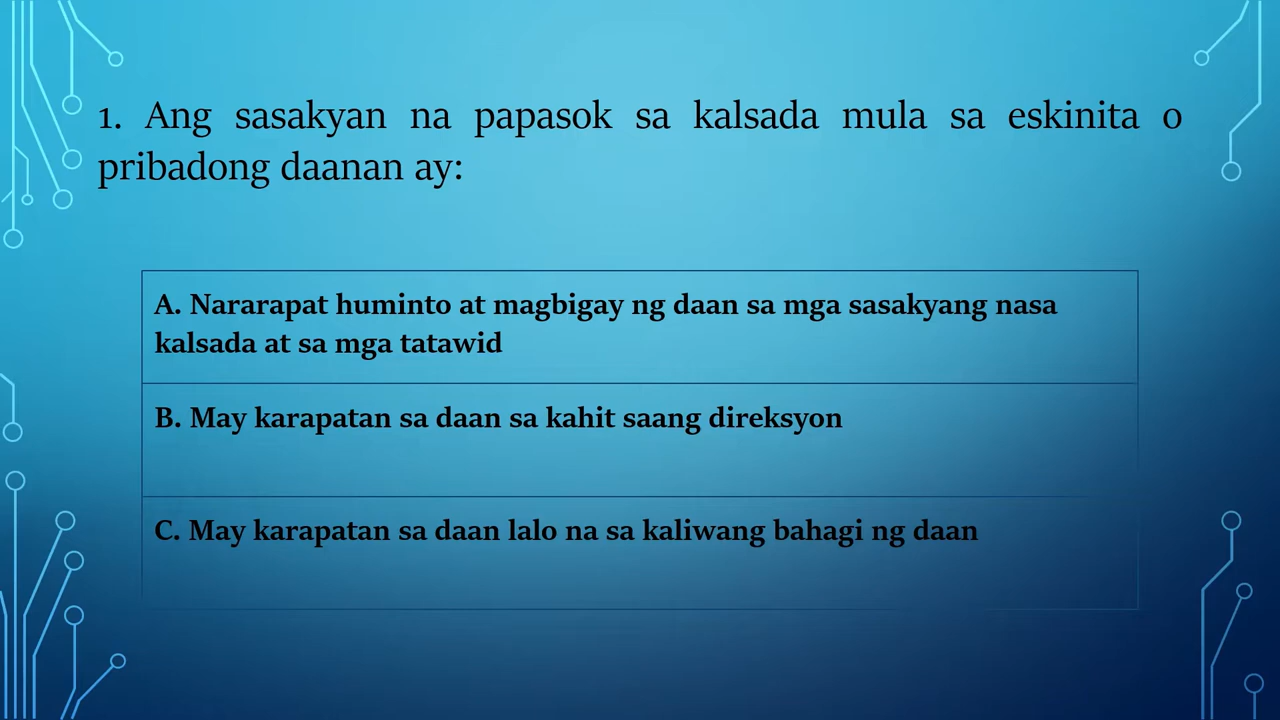 1. Ang sasakyan na papasok sa kalsada mula sa eskinita o
pribadong daanan ay:
A. Nararapat huminto at magbigay ng daan sa mga sasakyang nasa
kalsada at sa mga tatawid
B. May karapatan sa daan sa kahit saang direksyon
C. May karapatan sa daan lalo na sa kaliwang bahagi ng daan